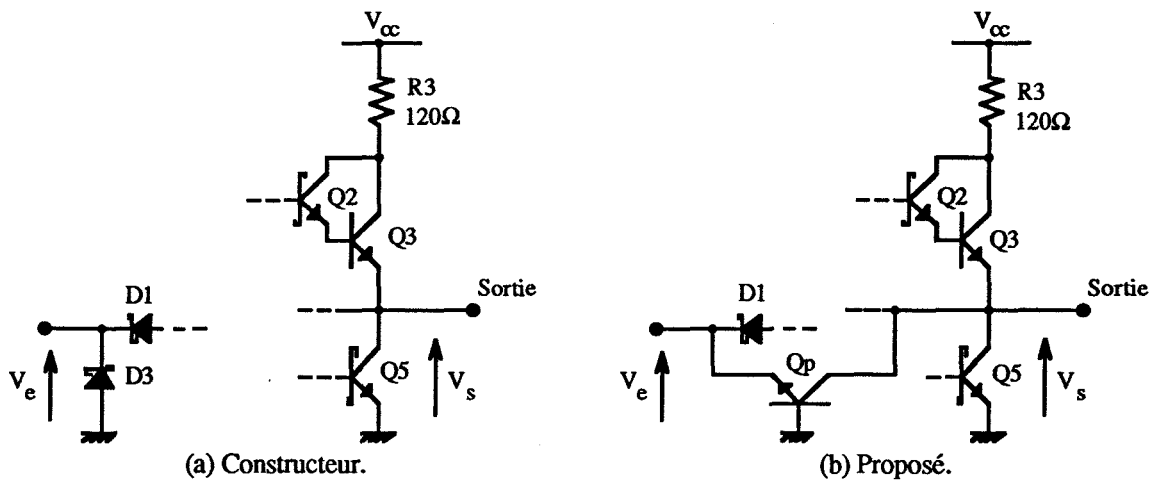 Vcc
R3
120Ω
Q2
Q3
Sortie
D1
D3
Ve
Q5
Vs
(a) Constructeur.
Vcc
R3
120Ω
Q2
Q3
Sortie
D1
Qp
Ve
Q5
Vs
(b) Proposé.